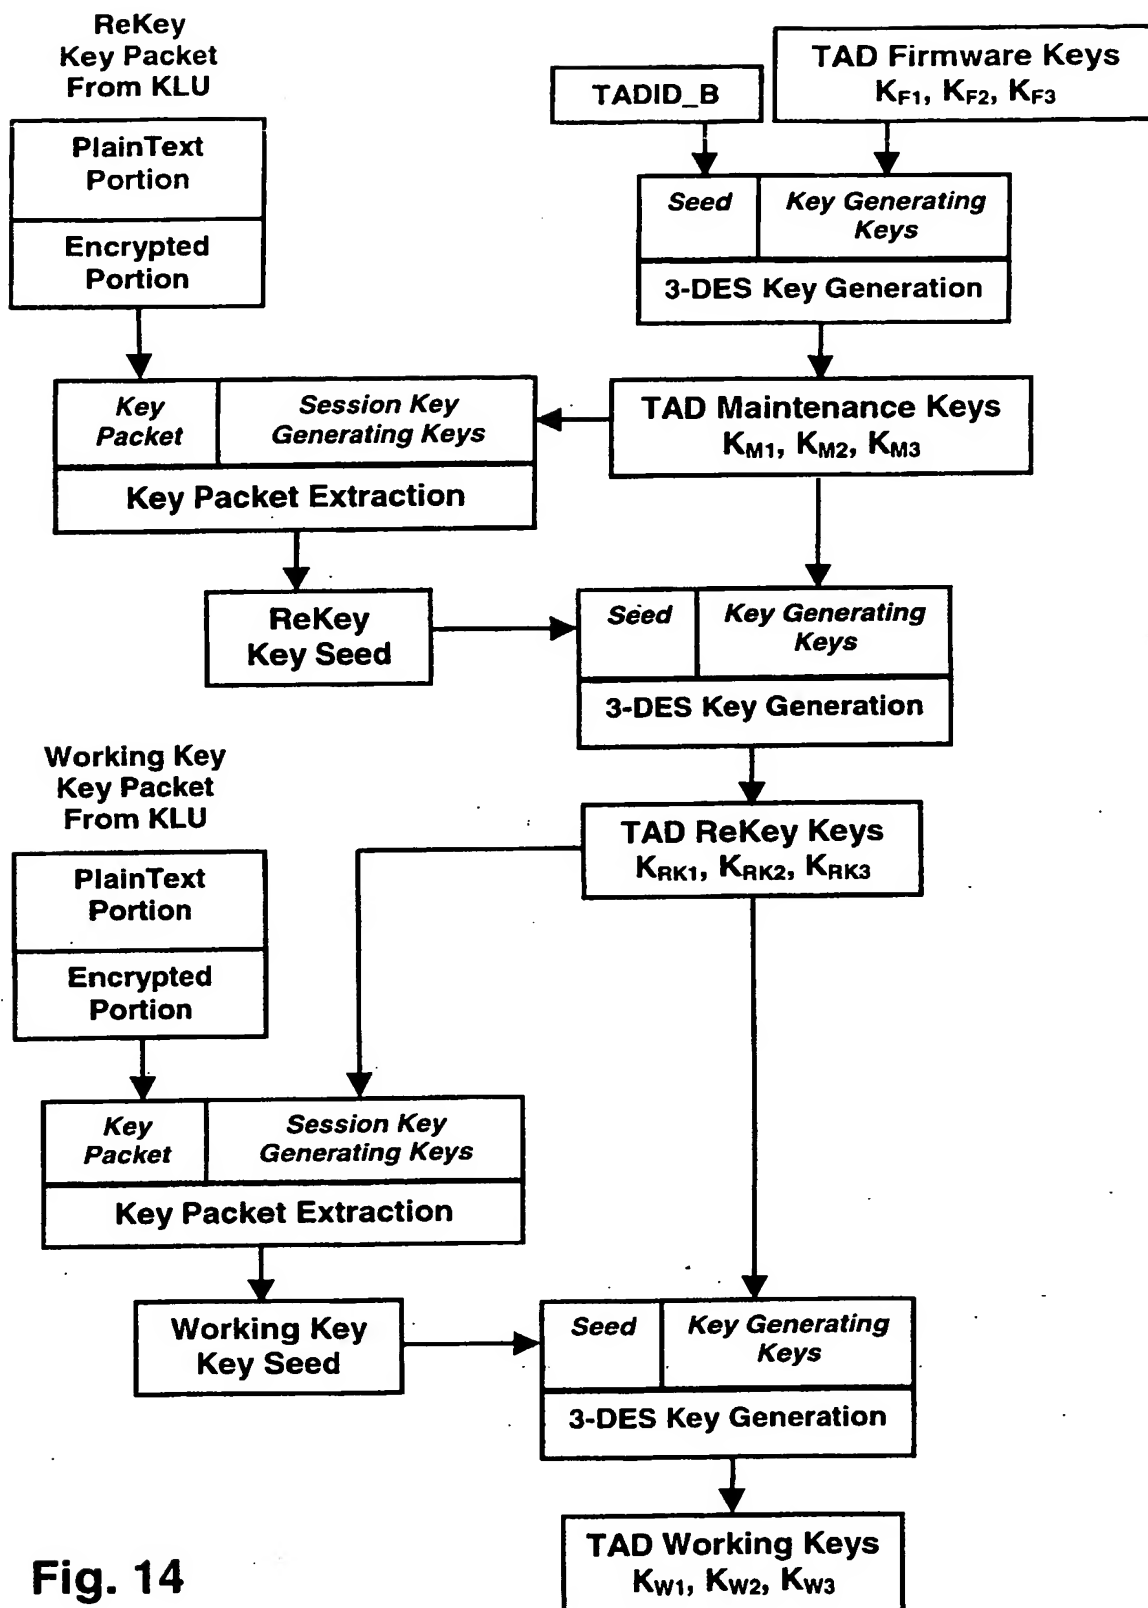 ReKey
Key Packet
From KLU
PlainText
Portion
Encrypted
Portion
TADID_B
TAD Firmware Keys
KF1, KF2, KF3
Seed
Key Generating
Keys
3-DES Key Generation
Key
Packet
Session Key
Generating Keys
Key Packet Extraction
TAD Maintenance Keys
KM1, KM2, KM3
ReKey
Key Seed
Seed
Key Generating
Keys
3-DES Key Generation
Working Key
Key Packet
From KLU
PlainText
Portion
Encrypted
Portion
TAD ReKey Keys
KRK1, KRK2, KRK3
Key
Packet
Session Key
Generating Keys
Key Packet Extraction
Working Key
Key Seed
Seed
Key Generating
Keys
3-DES Key Generation
TAD Working Keys
KW1, KW2, KW3
Fig. 14